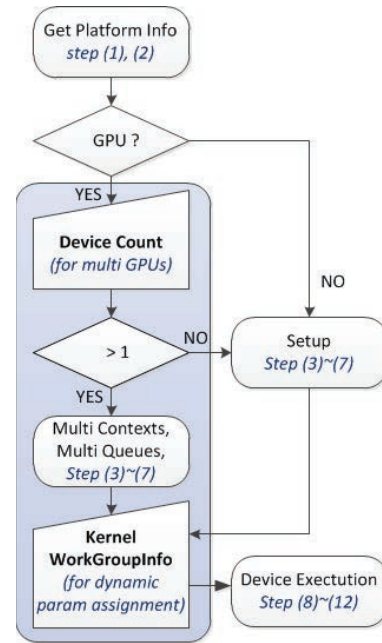 Get Platform Info
step (1), (2)
GPU ?
YES
Device Count
(for multi GPUs)
NO
> 1
NO
Setup
Step (3)~(7)
YES
Multi Contexts,
Multi Queues,
Step (3)~(7)
Kernel
WorkGroupInfo
(for dynamic
param assignment)
Device Exectution
Step (8)~(12)